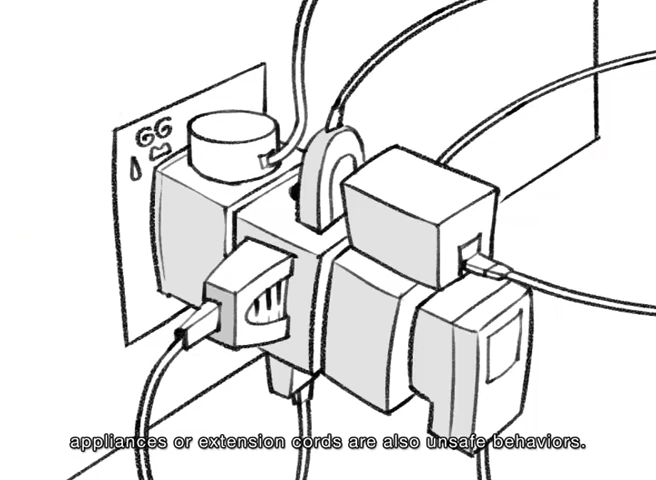 appliances or extension cords are also unsafe behaviors.